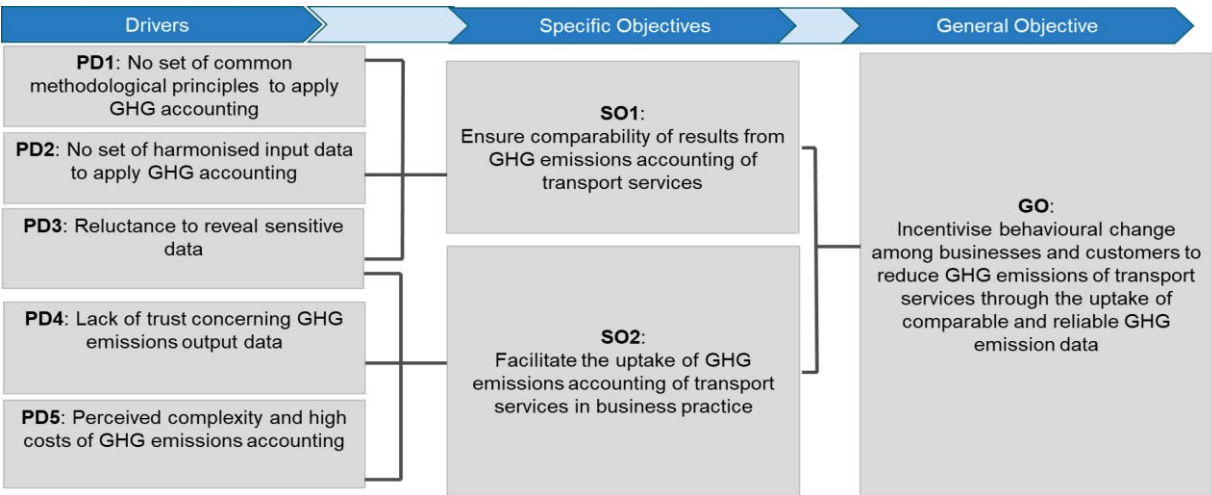 Drivers
Specific Objectives
General Objective
PD1: No set of common
methodological principles to apply
GHG accounting
PD2: No set of harmonised input data
to apply GHG accounting
PD3: Reluctance to reveal sensitive
data
PD4: Lack of trust concerning GHG
emissions output data
PD5: Perceived complexity and high
costs of GHG emissions accounting
SO1:
Ensure comparability of results from
GHG emissions accounting of
transport services
SO2:
Facilitate the uptake of GHG
emissions accounting of transport
services in business practice
GO:
Incentivise behavioural change
among businesses and customers to
reduce GHG emissions of transport
services through the uptake of
comparable and reliable GHG
emission data